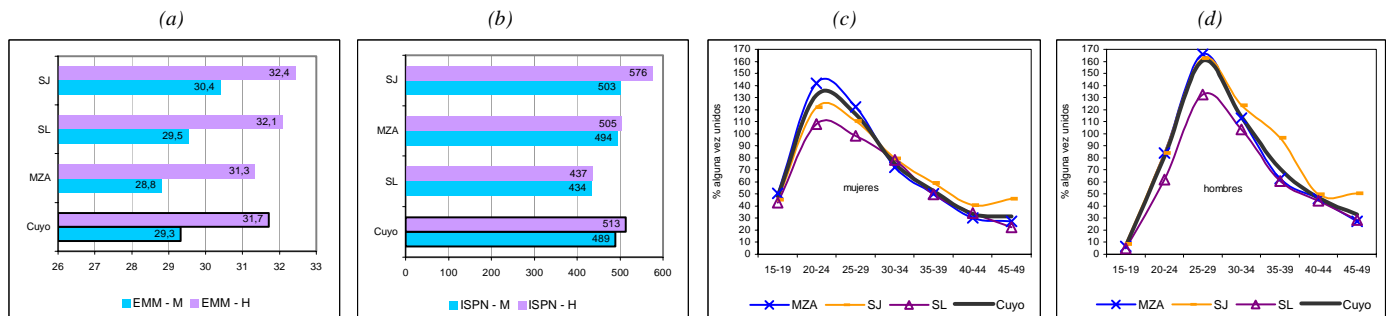 (a)
SJ
32,4
30,4
SL
32,1
29,5
MZA
31,3
28,8
Cuyo
31,7
29,3
26 27 28 29 30 31 32 33
EMM - M EMM - H
(b)
SJ
576
503
MZA
505
494
SL
437
434
Cuyo
513
489
0 100 200 300 400 500 600
ISPN - M ISPN - H
(c)
% alguna vez unidos
170
160
150
140
130
120
110
100
90
80
70
60
50
40
30
20
10
0
mujeres
15-19 20-24 25-29 30-34 35-39 40-44 45-49
MZA SJ SL Cuyo
(d)
% alguna vez unidos
170
160
150
140
130
120
110
100
90
80
70
60
50
40
30
20
10
0
hombres
15-19 20-24 25-29 30-34 35-39 40-44 45-49
MZA SJ SL Cuyo